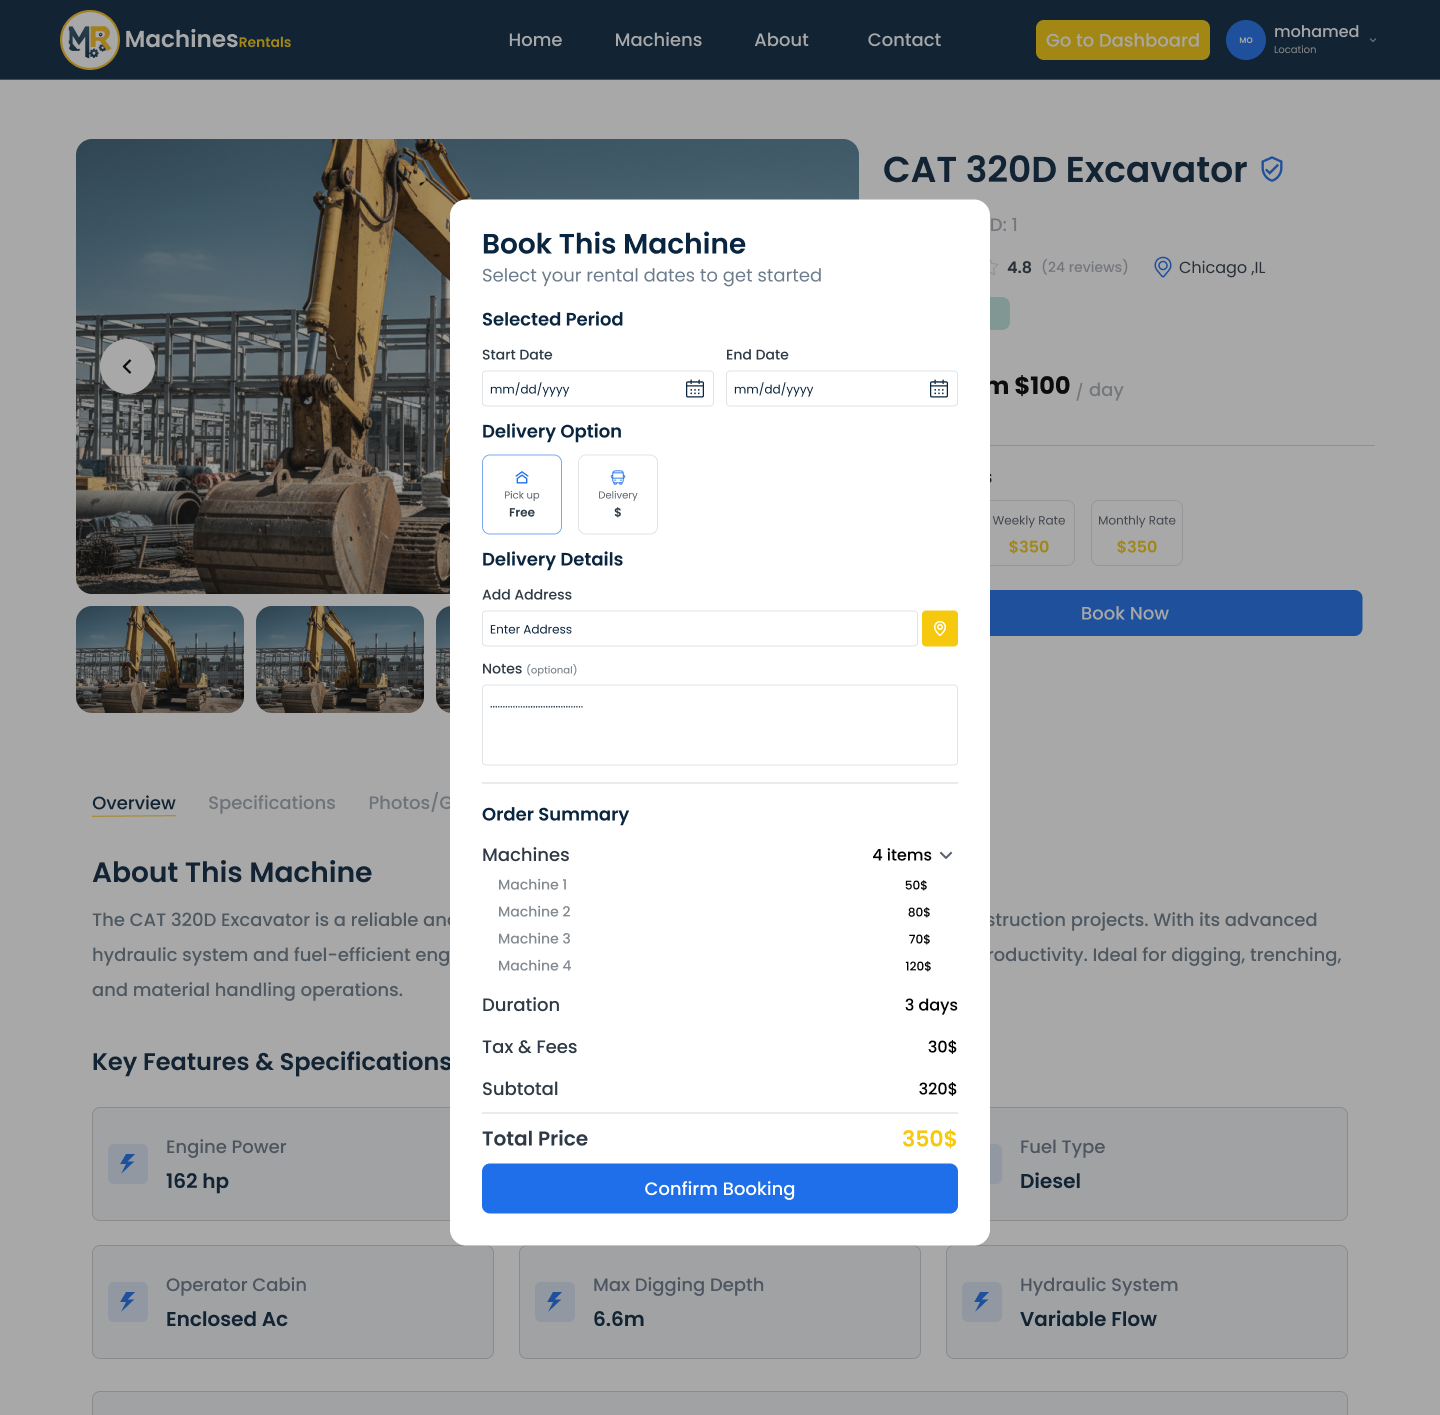 MR MachinesRentals
Home Machiens About Contact
Go to Dashboard
MO
mohamed
Location
CAT 320D Excavator
D: 1
4.8 (24 reviews) Chicago ,IL
m $100 / day
Weekly Rate Monthly Rate
$350 $350
Book Now
Book This Machine
Select your rental dates to get started
Selected Period
Start Date End Date
mm/dd/yyyy mm/dd/yyyy
Delivery Option
Pick up Delivery
Free $
Delivery Details
Add Address
Enter Address
Notes (optional)
Order Summary
Machines 4 items
Machine 1 50$
Machine 2 80$
Machine 3 70$
Machine 4 120$
Duration 3 days
Tax & Fees 30$
Subtotal 320$
Total Price 350$
Confirm Booking
Overview Specifications Photos/G
About This Machine
The CAT 320D Excavator is a reliable an
struction projects. With its advanced
hydraulic system and fuel-efficient eng
roductivity. Ideal for digging, trenching,
and material handling operations.
Key Features & Specifications
Engine Power Fuel Type
162 hp Diesel
Operator Cabin Max Digging Depth Hydraulic System
Enclosed Ac 6.6m Variable Flow